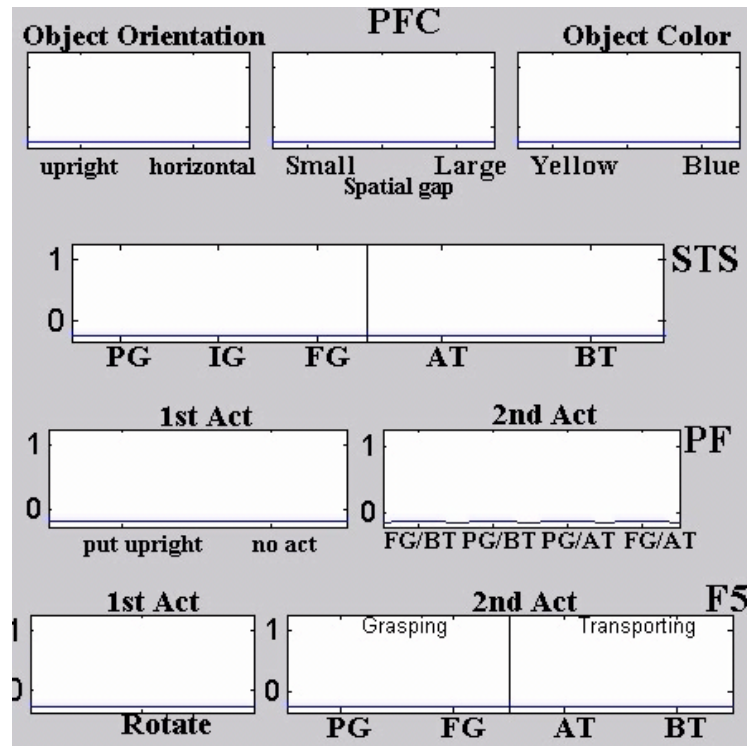 PFC
Object Orientation Object Color
upright horizontal Small Large Yellow Blue
Spatial gap
1 STS
0
PG IG FG AT BT
1st Act 2nd Act
1 1 PF
0 0
put upright no act FG/BT PG/BT PG/AT FG/AT
1st Act 2nd Act F5
1 1 Grasping Transporting
0 0
Rotate PG FG AT BT